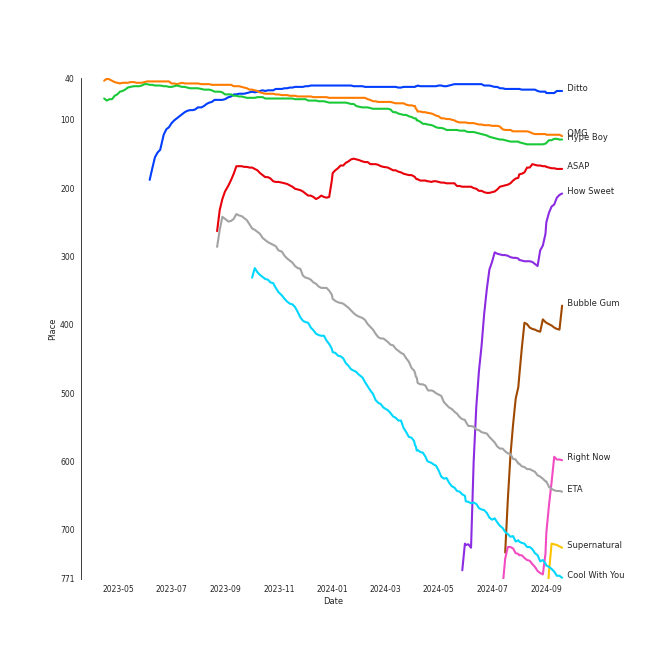 40
100
200
300
400
500
600
700
771
Place
2023-05
2023-07
2023-09
2023-11
2024-01
2024-03
2024-05
2024-07
2024-09
Date
Ditto
OMG
Hype Boy
ASAP
How Sweet
Bubble Gum
Right Now
ETA
Supernatural
Cool With You